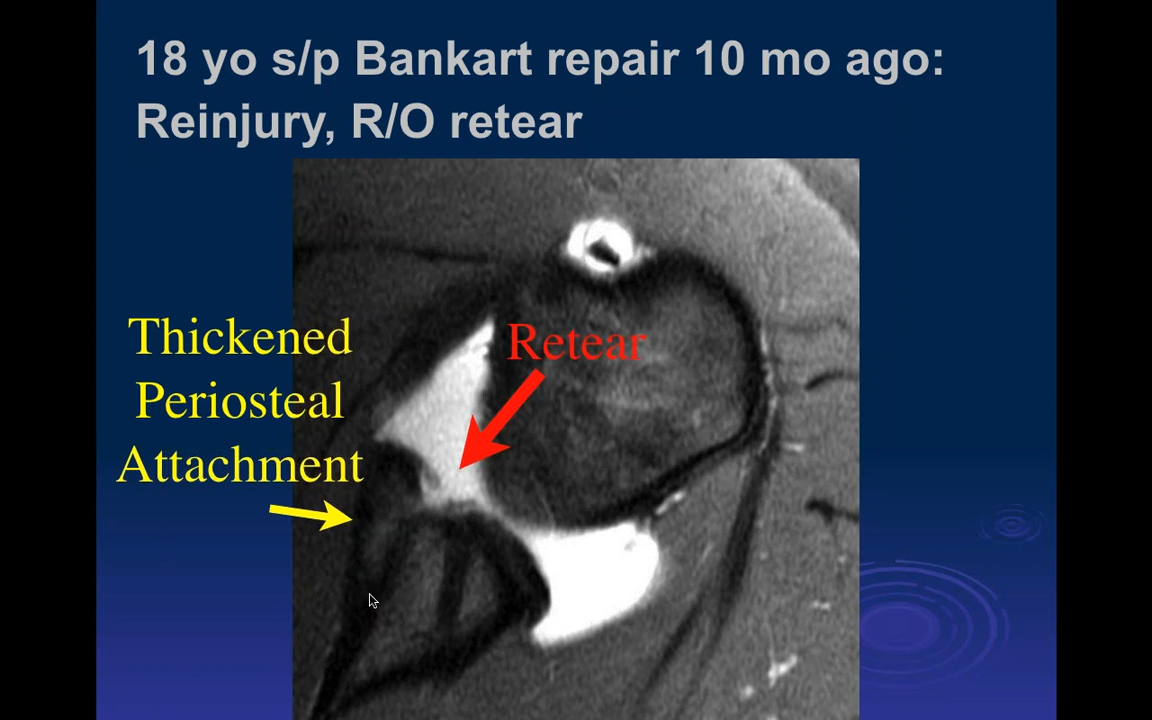 18 yo s/p Bankart repair 10 mo ago:
Reinjury, R/O retear
Thickened
Periosteal
Attachment
Retear